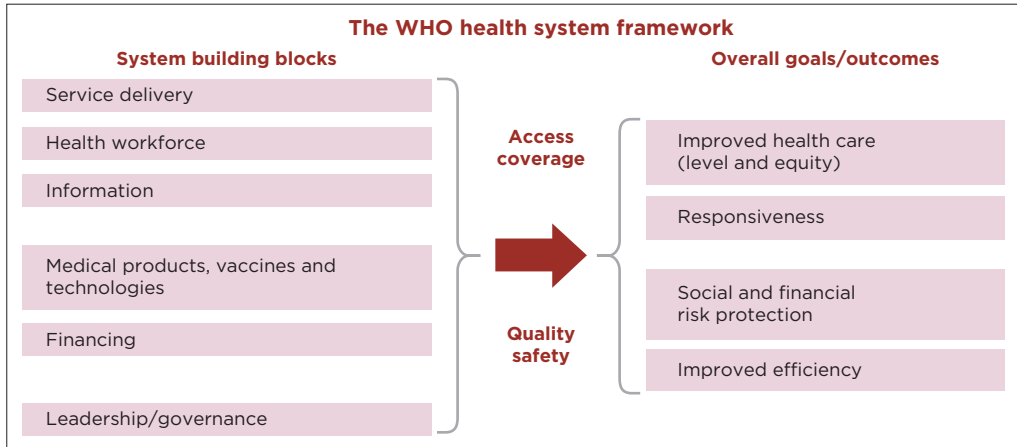 The WHO health system framework
System building blocks
Service delivery
Health workforce
Information
Medical products, vaccines and
technologies
Financing
Leadership/governance
Access
coverage
Quality
safety
Overall goals/outcomes
Improved health care
(level and equity)
Responsiveness
Social and financial
risk protection
Improved efficiency